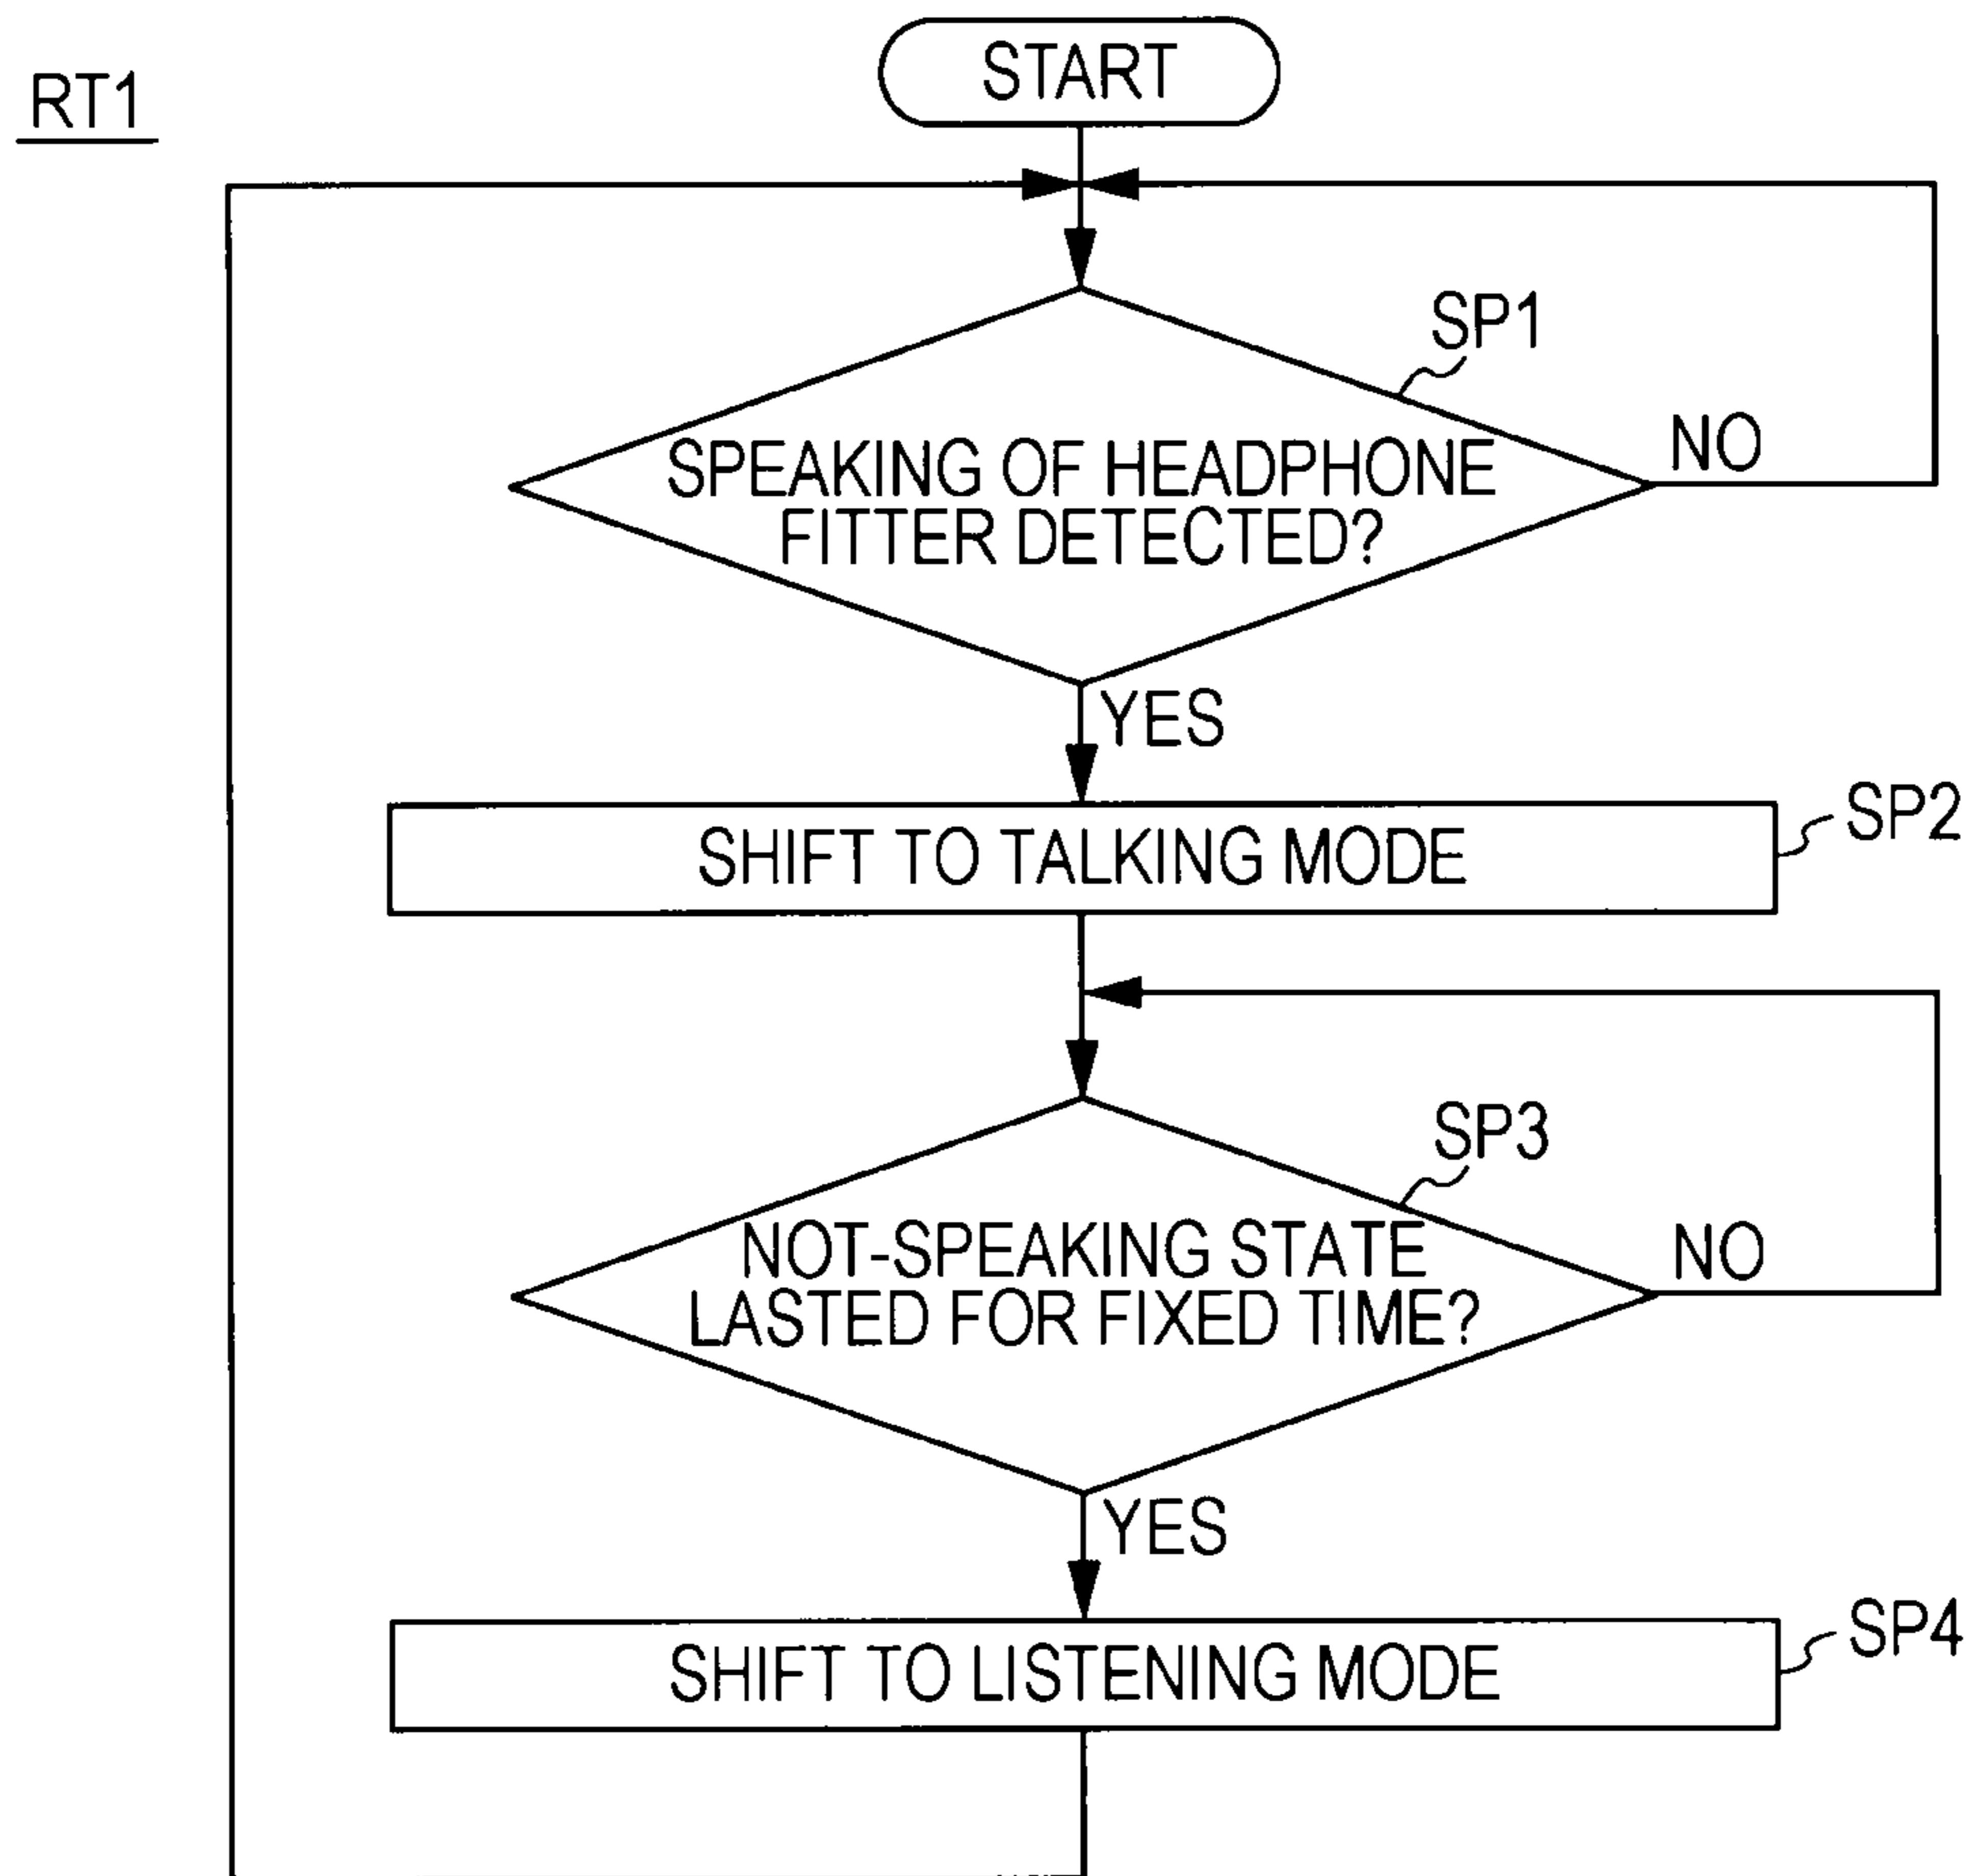 RT1
START
SP1
SPEAKING OF HEADPHONE
FITTER DETECTED?
NO
YES
SHIFT TO TALKING MODE
SP2
SP3
NOT-SPEAKING STATE
LASTED FOR FIXED TIME?
NO
YES
SHIFT TO LISTENING MODE
SP4